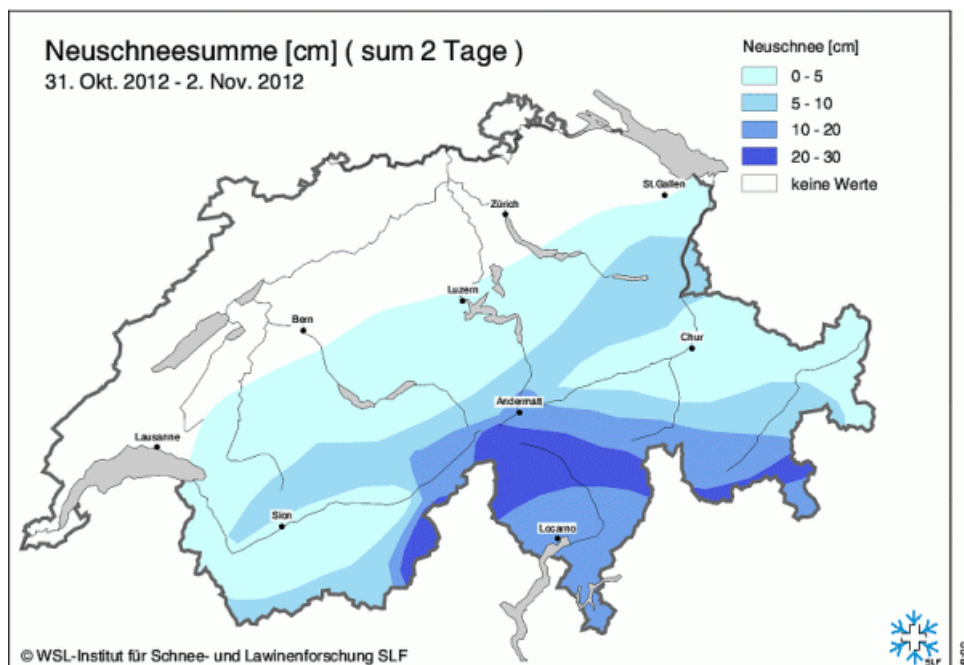 Neuschneesumme [cm] ( sum 2 Tage )
31. Okt. 2012 - 2. Nov. 2012
Neuschnee [cm]
0 - 5
5 - 10
10 - 20
20 - 30
keine Werte
St.Gallen
Zürich
Luzern
Bern
Chur
Andermatt
Lausanne
Sion
Locarno
© WSL-Institut für Schnee- und Lawinenforschung SLF
SLF